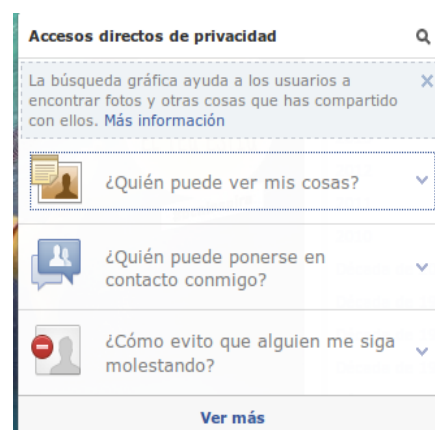 Accesos directos de privacidad
La búsqueda gráfica ayuda a los usuarios a
encontrar fotos y otras cosas que has compartido
con ellos. Más información
¿Quién puede ver mis cosas?
¿Quién puede ponerse en
contacto conmigo?
¿Cómo evito que alguien me siga
molestando?
Ver más